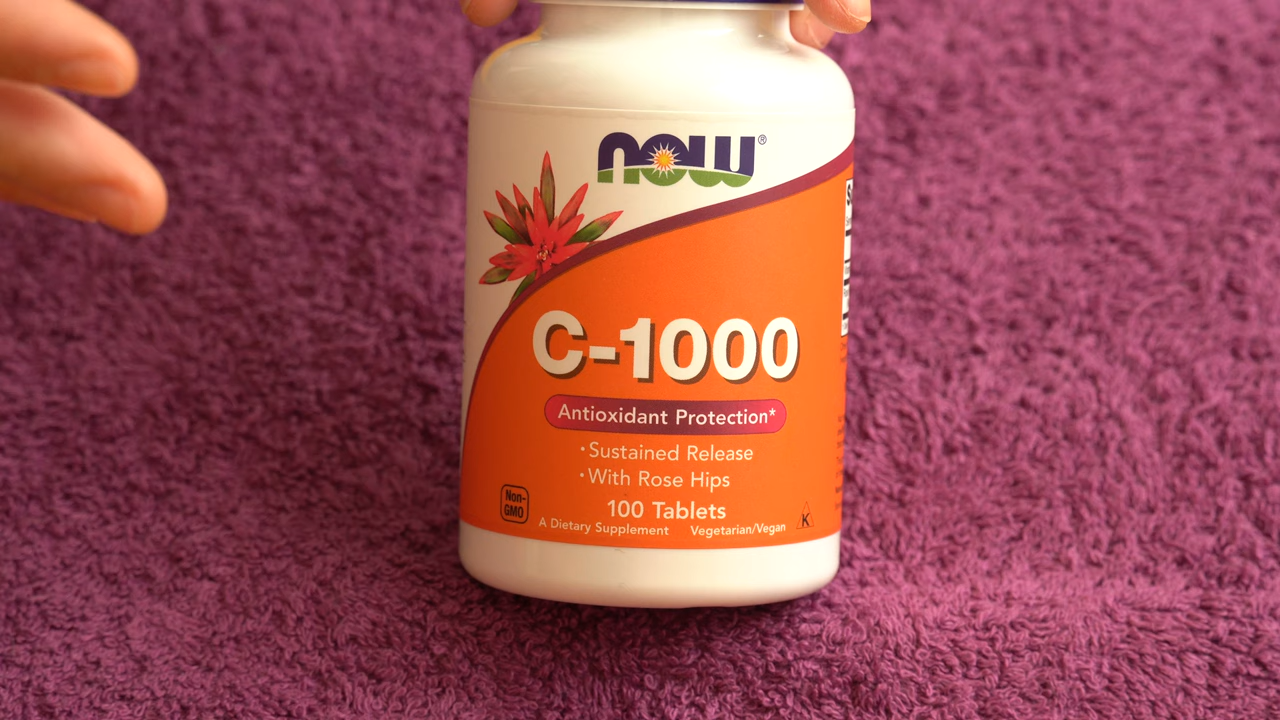 NOW®
C-1000
Antioxidant Protection*
• Sustained Release
• With Rose Hips
100 Tablets
Non-
GMO
A Dietary Supplement Vegetarian/Vegan
K